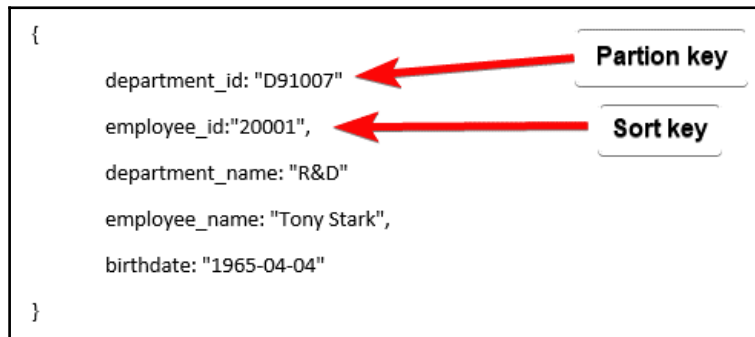 {
Partion key
department_id: "D91007"
employee_id:"20001",
Sort key
department_name: "R&D"
employee_name: "Tony Stark",
birthdate: "1965-04-04"
}